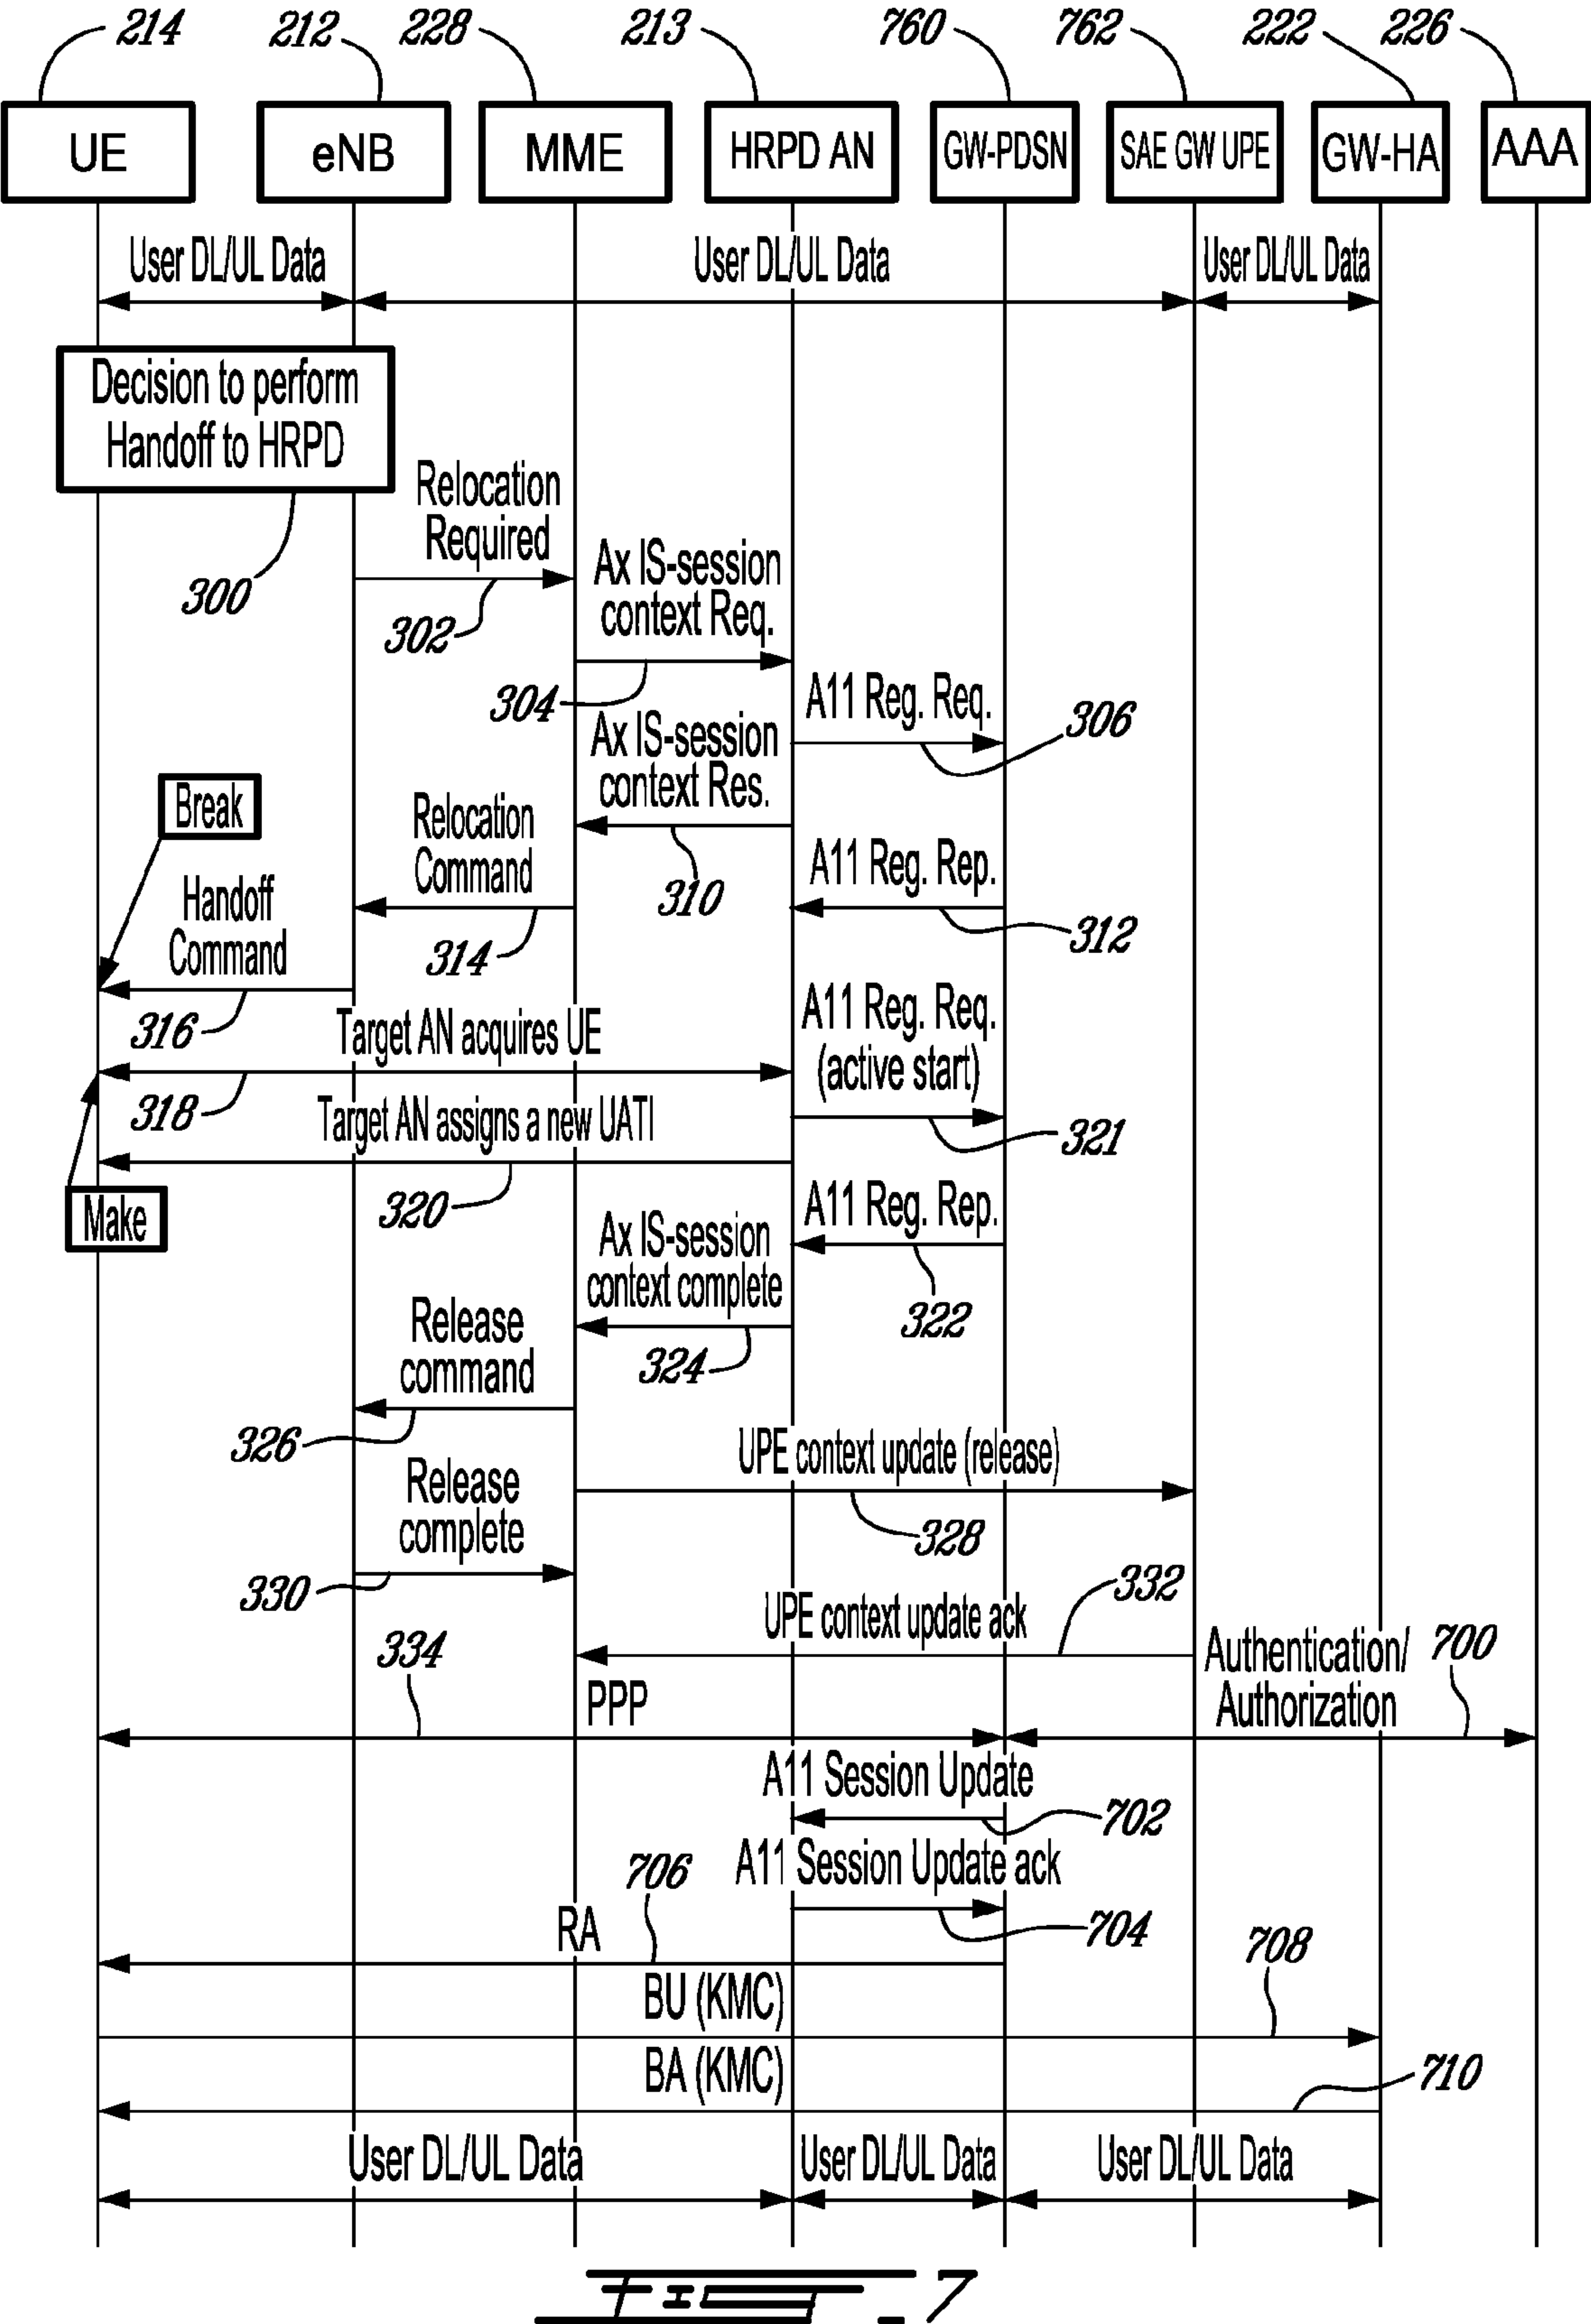 214 212 228 213 760 762 222 226
UE eNB MME HRPD AN GW-PDSN SAE GW UPE GW-HA AAA
User DL/UL Data User DL/UL Data User DL/UL Data
Decision to perform
Handoff to HRPD
300
Relocation
Required
302
Ax IS-session
context Req.
304
A11 Reg. Req.
306
Ax IS-session
context Res.
310
Break
Relocation
Command
314
A11 Reg. Rep.
312
Handoff
Command
316
Target AN acquires UE
318
A11 Reg. Req.
(active start)
321
Target AN assigns a new UATI
320
Make
A11 Reg. Rep.
322
Ax IS-session
context complete
324
Release
command
326
UPE context update (release)
328
Release
complete
330
UPE context update ack
332
334
PPP
Authentication/
Authorization
700
A11 Session Update
702
A11 Session Update ack
704
706
RA
708
BU (KMC)
BA (KMC)
710
User DL/UL Data User DL/UL Data User DL/UL Data
FIG-7